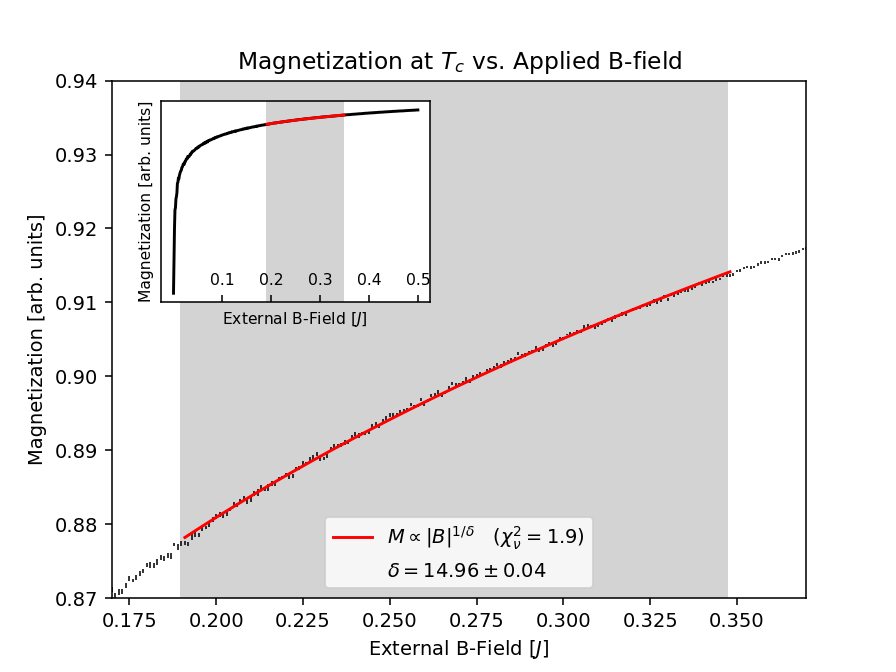 Magnetization at $T_c$ vs. Applied B-field
Magnetization [arb. units]
0.94
0.93
0.92
0.91
0.90
0.89
0.88
0.87
Magnetization [arb. units]
0.1 0.2 0.3 0.4 0.5
External B-Field [J]
$M \propto |B|^{1/\delta}$ ($\chi^2_\nu = 1.9$)
$\delta = 14.96 \pm 0.04$
0.175 0.200 0.225 0.250 0.275 0.300 0.325 0.350
External B-Field [J]